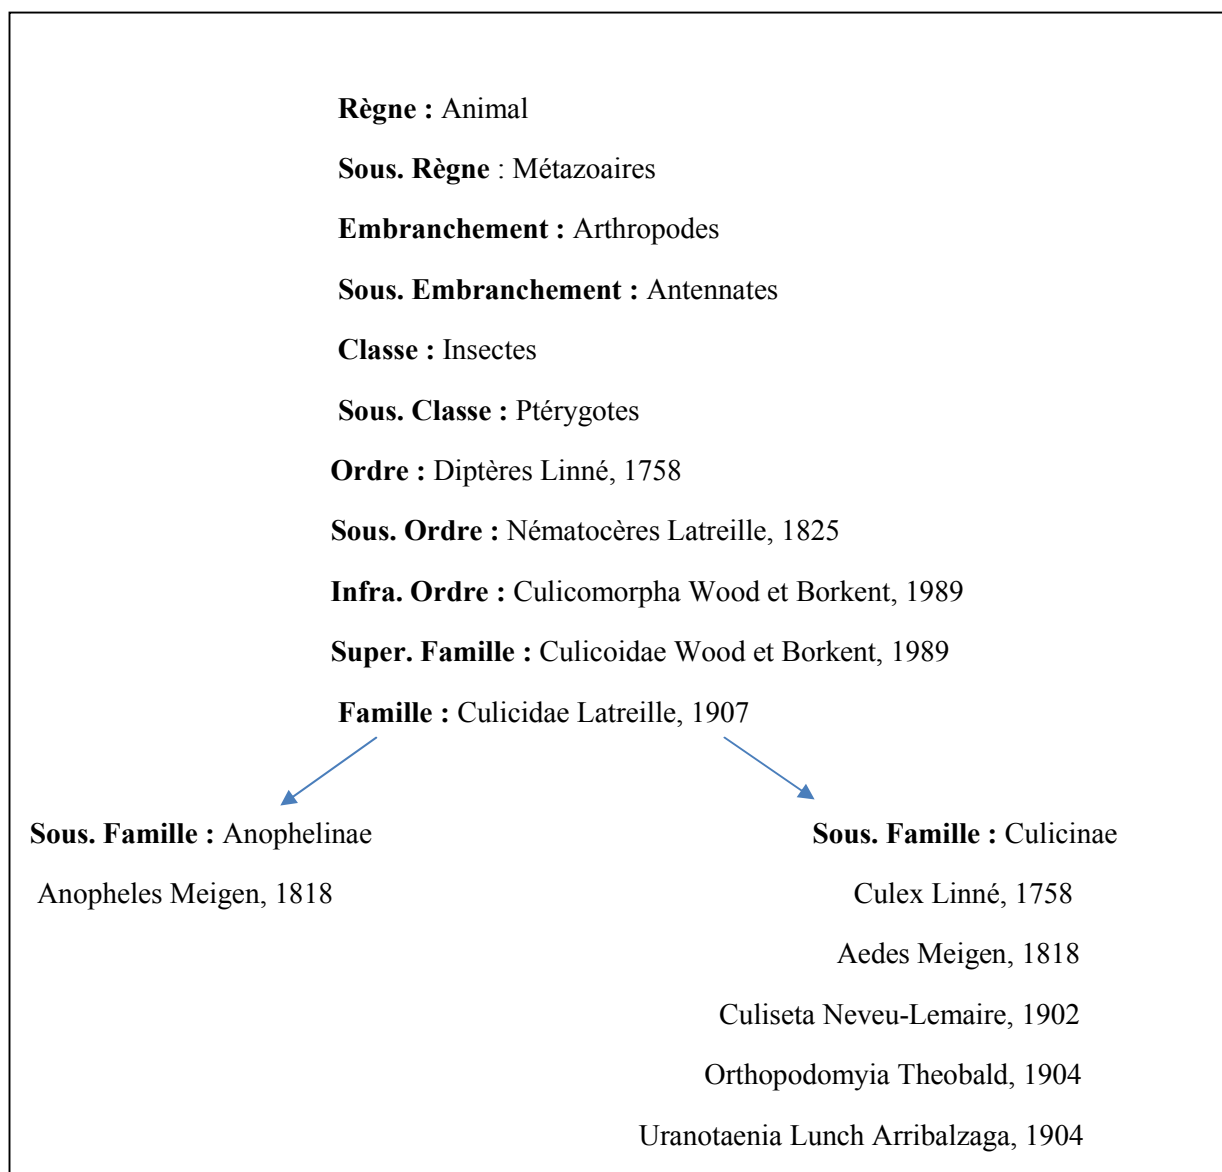 Règne : Animal
Sous. Règne : Métazoaires
Embranchement : Arthropodes
Sous. Embranchement : Antennates
Classe : Insectes
Sous. Classe : Ptérygotes
Ordre : Diptères Linné, 1758
Sous. Ordre : Nématocères Latreille, 1825
Infra. Ordre : Culicomorpha Wood et Borkent, 1989
Super. Famille : Culicoidae Wood et Borkent, 1989
Famille : Culicidae Latreille, 1907
Sous. Famille : Anophelinae
Anopheles Meigen, 1818
Sous. Famille : Culicinae
Culex Linné, 1758
Aedes Meigen, 1818
Culiseta Neveu-Lemaire, 1902
Orthopodomyia Theobald, 1904
Uranotaenia Lunch Arribalzaga, 1904